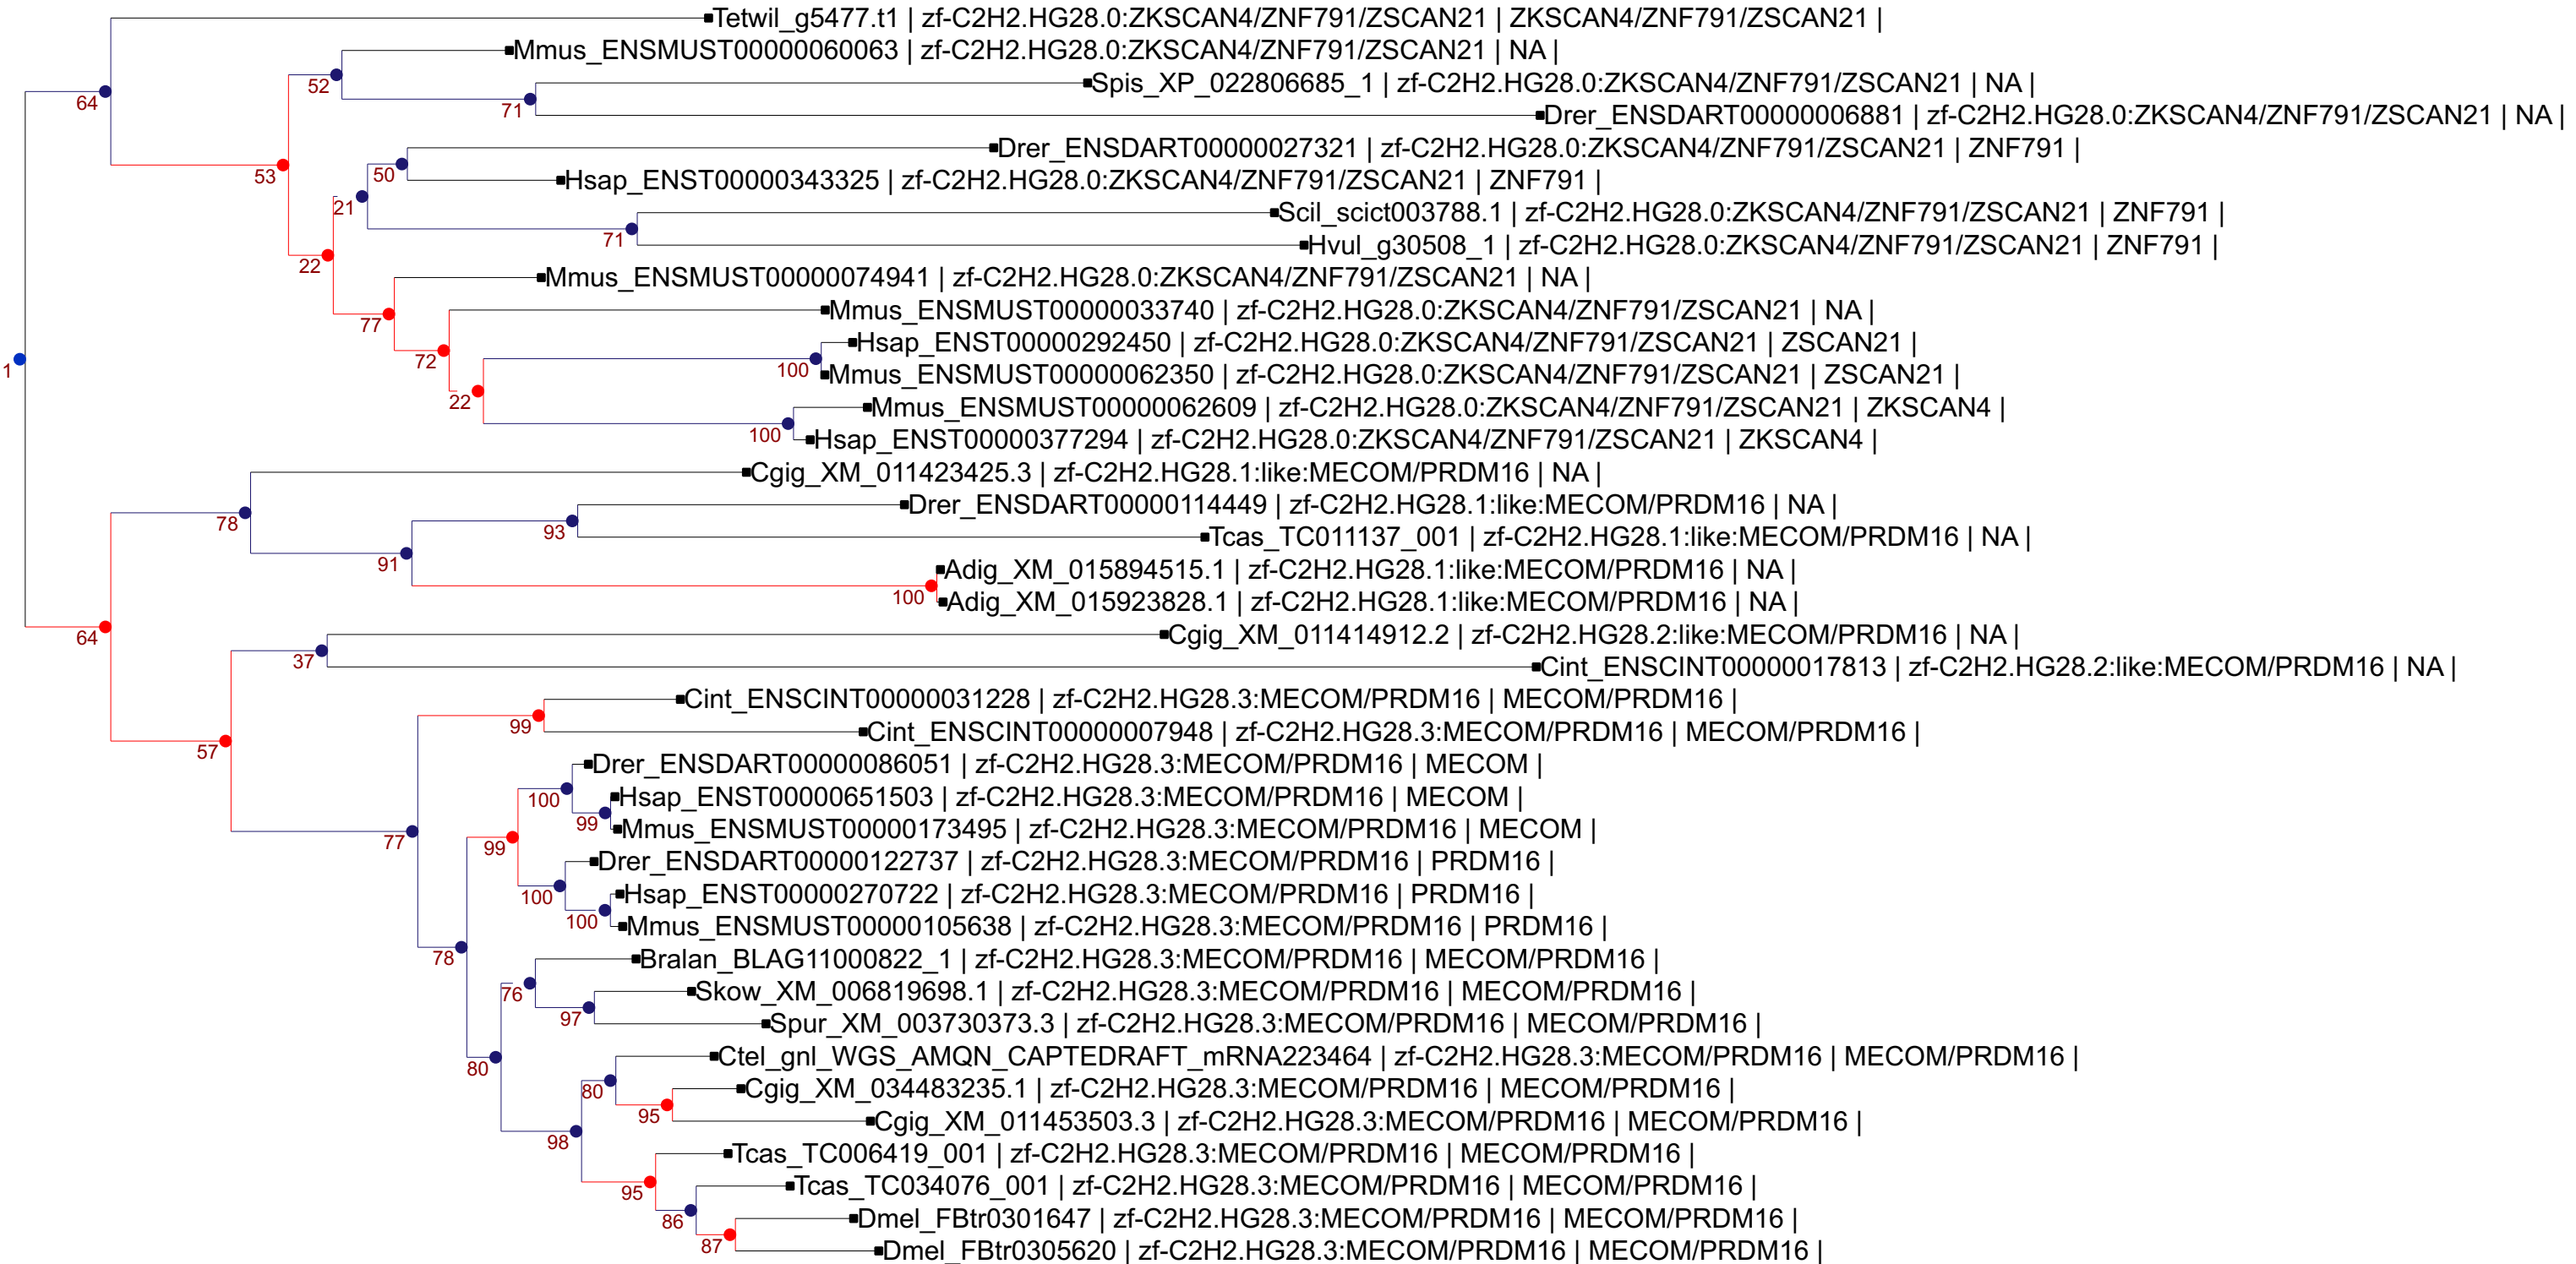 Tetwil_g5477.t1 | zf-C2H2.HG28.0:ZKSCAN4/ZNF791/ZSCAN21 | ZKSCAN4/ZNF791/ZSCAN21 |
Mmus_ENSMUST00000060063 | zf-C2H2.HG28.0:ZKSCAN4/ZNF791/ZSCAN21 | NA |
52
Spis_XP_022806685_1 | zf-C2H2.HG28.0:ZKSCAN4/ZNF791/ZSCAN21 | NA |
64
71
Drer_ENSDART00000006881 | zf-C2H2.HG28.0:ZKSCAN4/ZNF791/ZSCAN21 | NA |
Drer_ENSDART00000027321 | zf-C2H2.HG28.0:ZKSCAN4/ZNF791/ZSCAN21 | ZNF791 |
53
50
Hsap_ENST00000343325 | zf-C2H2.HG28.0:ZKSCAN4/ZNF791/ZSCAN21 | ZNF791 |
21
Scil_scict003788.1 | zf-C2H2.HG28.0:ZKSCAN4/ZNF791/ZSCAN21 | ZNF791 |
71
Hvul_g30508_1 | zf-C2H2.HG28.0:ZKSCAN4/ZNF791/ZSCAN21 | ZNF791 |
22
Mmus_ENSMUST00000074941 | zf-C2H2.HG28.0:ZKSCAN4/ZNF791/ZSCAN21 | NA |
77
Mmus_ENSMUST00000033740 | zf-C2H2.HG28.0:ZKSCAN4/ZNF791/ZSCAN21 | NA |
72
Hsap_ENST00000292450 | zf-C2H2.HG28.0:ZKSCAN4/ZNF791/ZSCAN21 | ZSCAN21 |
1
100
Mmus_ENSMUST00000062350 | zf-C2H2.HG28.0:ZKSCAN4/ZNF791/ZSCAN21 | ZSCAN21 |
22
Mmus_ENSMUST00000062609 | zf-C2H2.HG28.0:ZKSCAN4/ZNF791/ZSCAN21 | ZKSCAN4 |
100
Hsap_ENST00000377294 | zf-C2H2.HG28.0:ZKSCAN4/ZNF791/ZSCAN21 | ZKSCAN4 |
Cgig_XM_011423425.3 | zf-C2H2.HG28.1:like:MECOM/PRDM16 | NA |
Drer_ENSDART00000114449 | zf-C2H2.HG28.1:like:MECOM/PRDM16 | NA |
78
93
Tcas_TC011137_001 | zf-C2H2.HG28.1:like:MECOM/PRDM16 | NA |
91
Adig_XM_015894515.1 | zf-C2H2.HG28.1:like:MECOM/PRDM16 | NA |
100
Adig_XM_015923828.1 | zf-C2H2.HG28.1:like:MECOM/PRDM16 | NA |
64
Cgig_XM_011414912.2 | zf-C2H2.HG28.2:like:MECOM/PRDM16 | NA |
37
Cint_ENSCINT00000017813 | zf-C2H2.HG28.2:like:MECOM/PRDM16 | NA |
Cint_ENSCINT00000031228 | zf-C2H2.HG28.3:MECOM/PRDM16 | MECOM/PRDM16 |
99
Cint_ENSCINT00000007948 | zf-C2H2.HG28.3:MECOM/PRDM16 | MECOM/PRDM16 |
57
Drer_ENSDART00000086051 | zf-C2H2.HG28.3:MECOM/PRDM16 | MECOM |
100
Hsap_ENST00000651503 | zf-C2H2.HG28.3:MECOM/PRDM16 | MECOM |
99
Mmus_ENSMUST00000173495 | zf-C2H2.HG28.3:MECOM/PRDM16 | MECOM |
77
99
Drer_ENSDART00000122737 | zf-C2H2.HG28.3:MECOM/PRDM16 | PRDM16 |
100
Hsap_ENST00000270722 | zf-C2H2.HG28.3:MECOM/PRDM16 | PRDM16 |
100
Mmus_ENSMUST00000105638 | zf-C2H2.HG28.3:MECOM/PRDM16 | PRDM16 |
78
Bralan_BLAG11000822_1 | zf-C2H2.HG28.3:MECOM/PRDM16 | MECOM/PRDM16 |
76
Skow_XM_006819698.1 | zf-C2H2.HG28.3:MECOM/PRDM16 | MECOM/PRDM16 |
97
Spur_XM_003730373.3 | zf-C2H2.HG28.3:MECOM/PRDM16 | MECOM/PRDM16 |
80
Ctel_gnl_WGS_AMQN_CAPTEDRAFT_mRNA223464 | zf-C2H2.HG28.3:MECOM/PRDM16 | MECOM/PRDM16 |
80
Cgig_XM_034483235.1 | zf-C2H2.HG28.3:MECOM/PRDM16 | MECOM/PRDM16 |
95
Cgig_XM_011453503.3 | zf-C2H2.HG28.3:MECOM/PRDM16 | MECOM/PRDM16 |
98
Tcas_TC006419_001 | zf-C2H2.HG28.3:MECOM/PRDM16 | MECOM/PRDM16 |
95
Tcas_TC034076_001 | zf-C2H2.HG28.3:MECOM/PRDM16 | MECOM/PRDM16 |
86
Dmel_FBtr0301647 | zf-C2H2.HG28.3:MECOM/PRDM16 | MECOM/PRDM16 |
87
Dmel_FBtr0305620 | zf-C2H2.HG28.3:MECOM/PRDM16 | MECOM/PRDM16 |